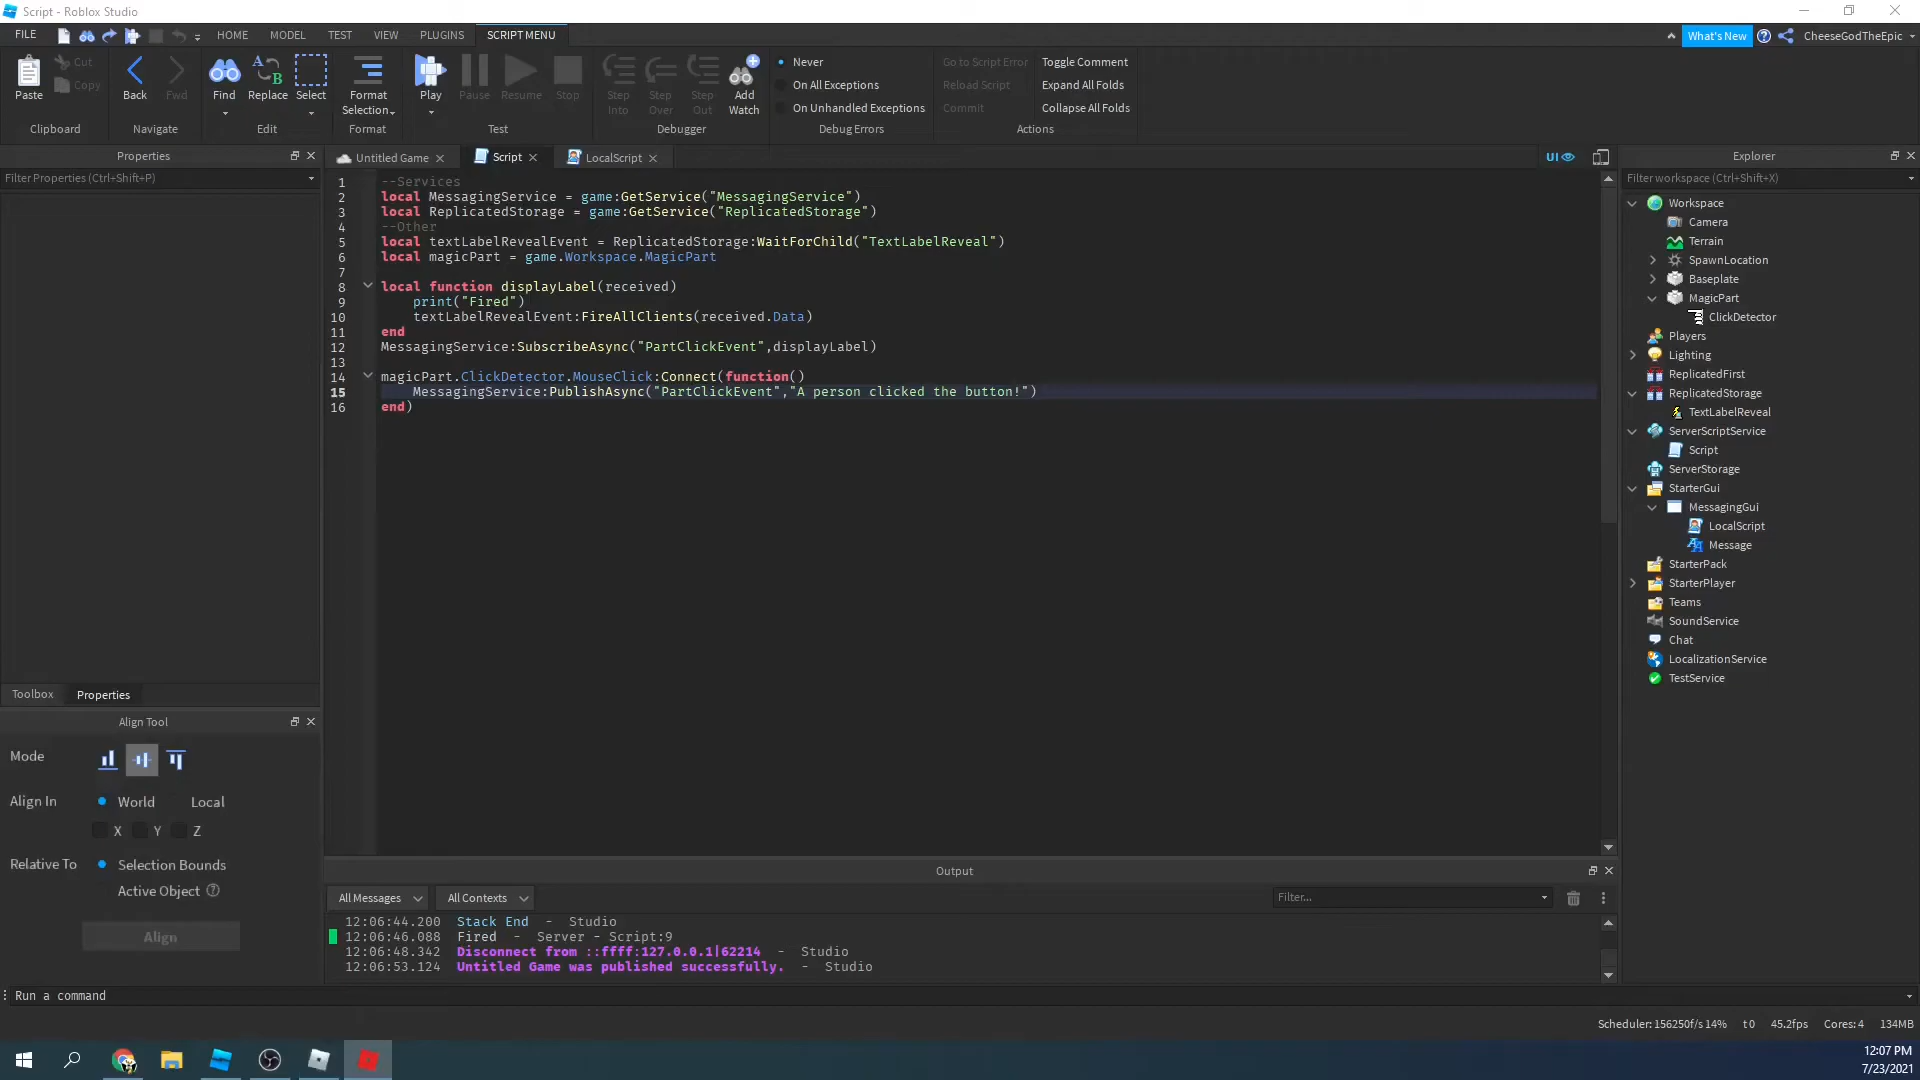 Script - Roblox Studio
FILE
HOME
MODEL
TEST
VIEW
PLUGINS
SCRIPT MENU
What's New
CheeseGodTheEpic
Paste
Cut
Copy
Clipboard
Back
Fwd
Navigate
Find
Replace
Select
Edit
Format
Selection
Format
Play
Pause
Resume
Stop
Test
Step
Into
Step
Over
Step
Out
Add
Watch
Debugger
Never
On All Exceptions
On Unhandled Exceptions
Debug Errors
Go to Script Error
Reload Script
Commit
Toggle Comment
Expand All Folds
Collapse All Folds
Actions
Properties
Filter Properties (Ctrl+Shift+P)
Toolbox
Properties
Align Tool
Mode
Align In
World
Local
X
Y
Z
Relative To
Selection Bounds
Active Object
Align
Untitled Game
Script
LocalScript
UI
1 --Services
2 local MessagingService = game:GetService("MessagingService")
3 local ReplicatedStorage = game:GetService("ReplicatedStorage")
4 --Other
5 local textLabelRevealEvent = ReplicatedStorage:WaitForChild("TextLabelReveal")
6 local magicPart = game.Workspace.MagicPart
7
8 local function displayLabel(received)
9 print("Fired")
10 textLabelRevealEvent:FireAllClients(received.Data)
11 end
12 MessagingService:SubscribeAsync("PartClickEvent",displayLabel)
13
14 magicPart.ClickDetector.MouseClick:Connect(function()
15 MessagingService:PublishAsync("PartClickEvent","A person clicked the button!")
16 end)
Output
All Messages
All Contexts
Filter...
12:06:44.200 Stack End - Studio
12:06:46.088 Fired - Server - Script:9
12:06:48.342 Disconnect from ::ffff:127.0.0.1|62214 - Studio
12:06:53.124 Untitled Game was published successfully. - Studio
Explorer
Filter workspace (Ctrl+Shift+X)
Workspace
Camera
Terrain
SpawnLocation
Baseplate
MagicPart
ClickDetector
Players
Lighting
ReplicatedFirst
ReplicatedStorage
TextLabelReveal
ServerScriptService
Script
ServerStorage
StarterGui
MessagingGui
LocalScript
Message
StarterPack
StarterPlayer
Teams
SoundService
Chat
LocalizationService
TestService
Run a command
Scheduler: 156250f/s 14% t0 45.2fps Cores: 4 134MB
12:07 PM
7/23/2021